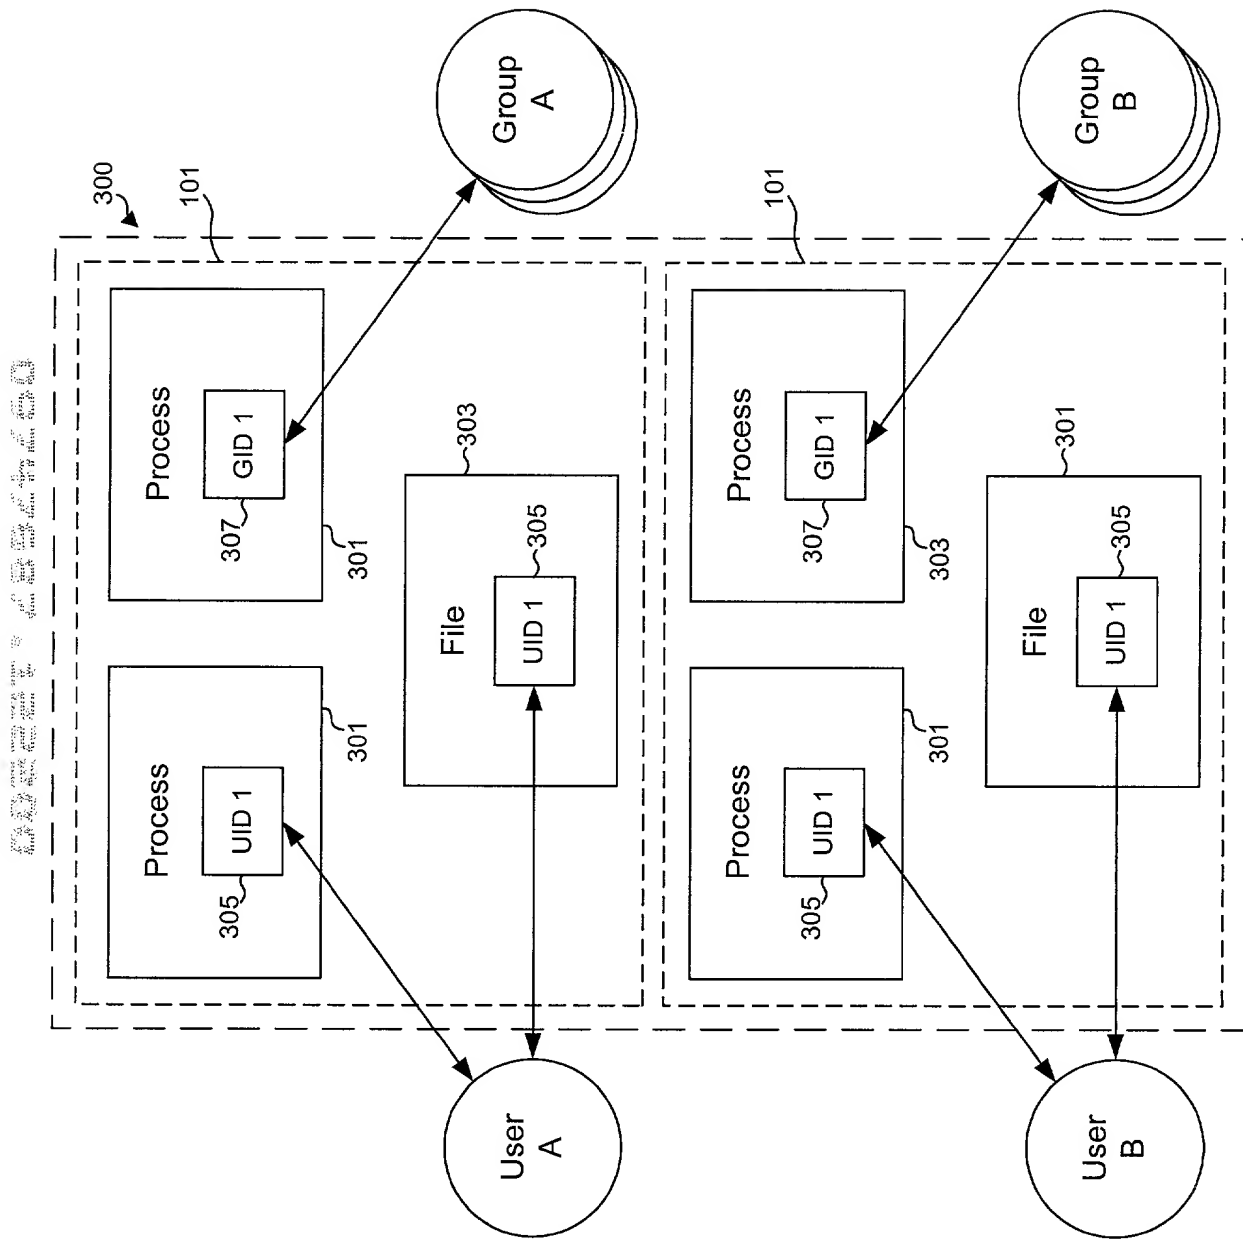 300
101
Process
UID 1
305
301
Process
GID 1
307
301
File
UID 1
305
303
User
A
Group
A
101
Process
UID 1
305
301
Process
GID 1
307
303
File
UID 1
305
301
User
B
Group
B